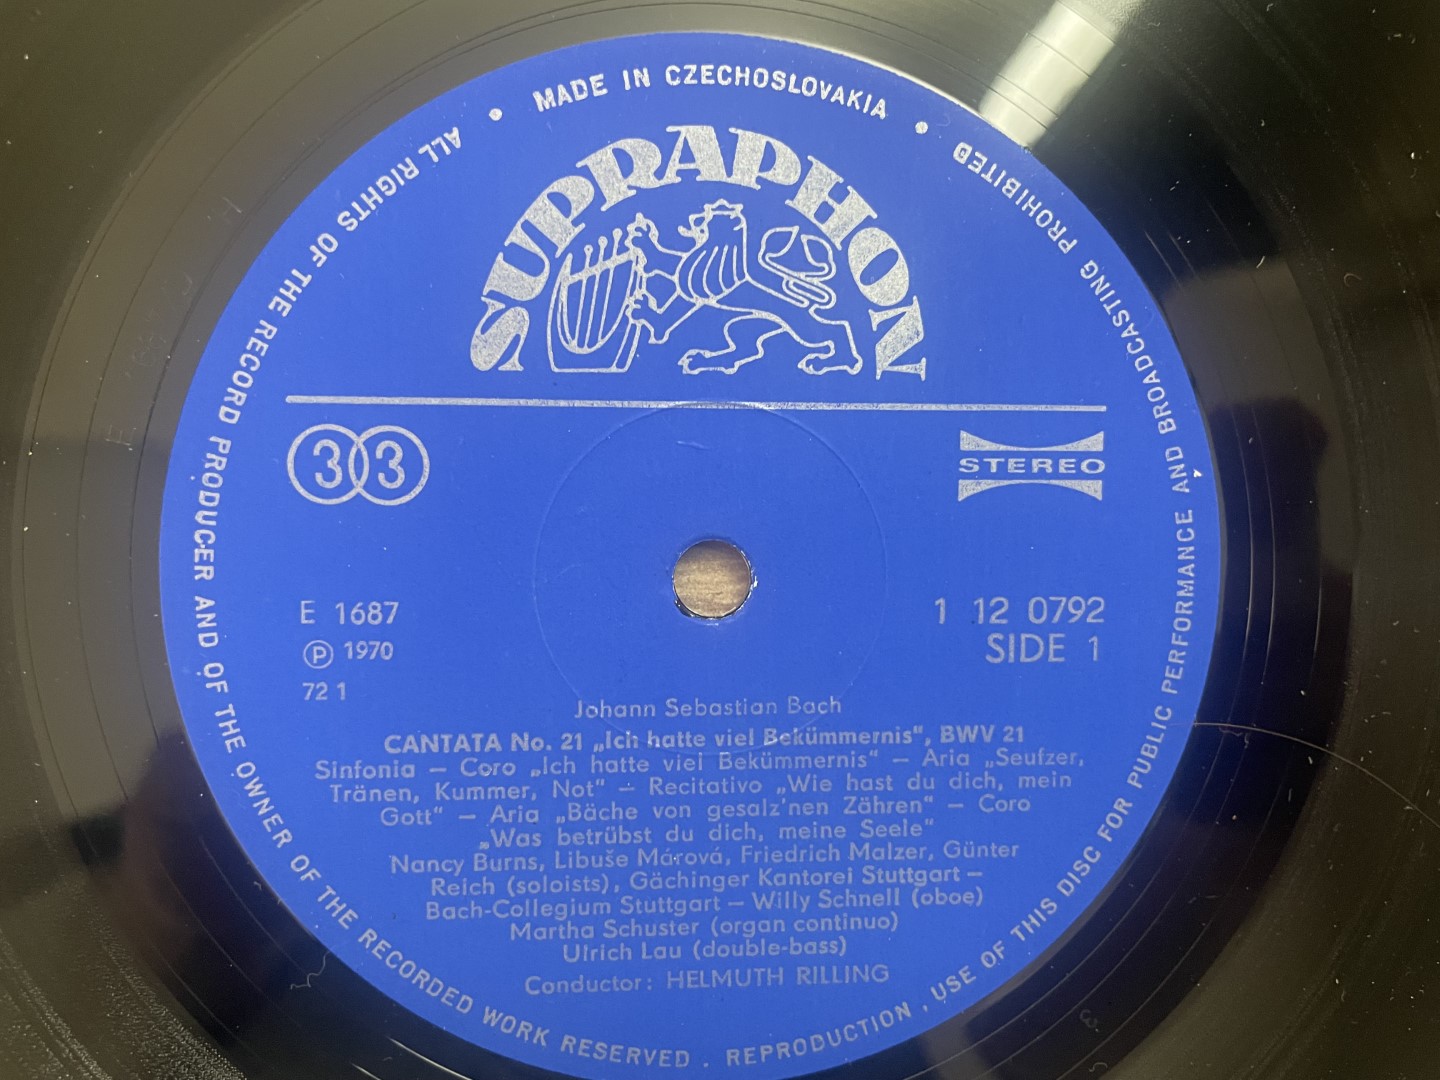 MADE IN CZECHOSLOVAKIA • ALL RIGHTS OF THE RECORD PRODUCER AND OF THE OWNER OF THE RECORDED WORK RESERVED . REPRODUCTION , USE OF THIS DISC FOR PUBLIC PERFORMANCE AND BROADCASTING PROHIBITED •
SUPRAPHON
33
STEREO
E 1687
1 12 0792
Ⓟ 1970
SIDE 1
72 1
Johann Sebastian Bach
CANTATA No. 21 „Ich hatte viel Bekümmernis“, BWV 21
Sinfonia – Coro „Ich hatte viel Bekümmernis“ – Aria „Seufzer,
Tränen, Kummer, Not“ – Recitativo „Wie hast du dich, mein
Gott“ – Aria „Bäche von gesalz'nen Zähren“ – Coro
„Was betrübst du dich, meine Seele“
Nancy Burns, Libuše Márová, Friedrich Malzer, Günter
Reich (soloists), Gächinger Kantorei Stuttgart –
Bach-Collegium Stuttgart – Willy Schnell (oboe)
Martha Schuster (organ continuo)
Ulrich Lau (double-bass)
Conductor: HELMUTH RILLING